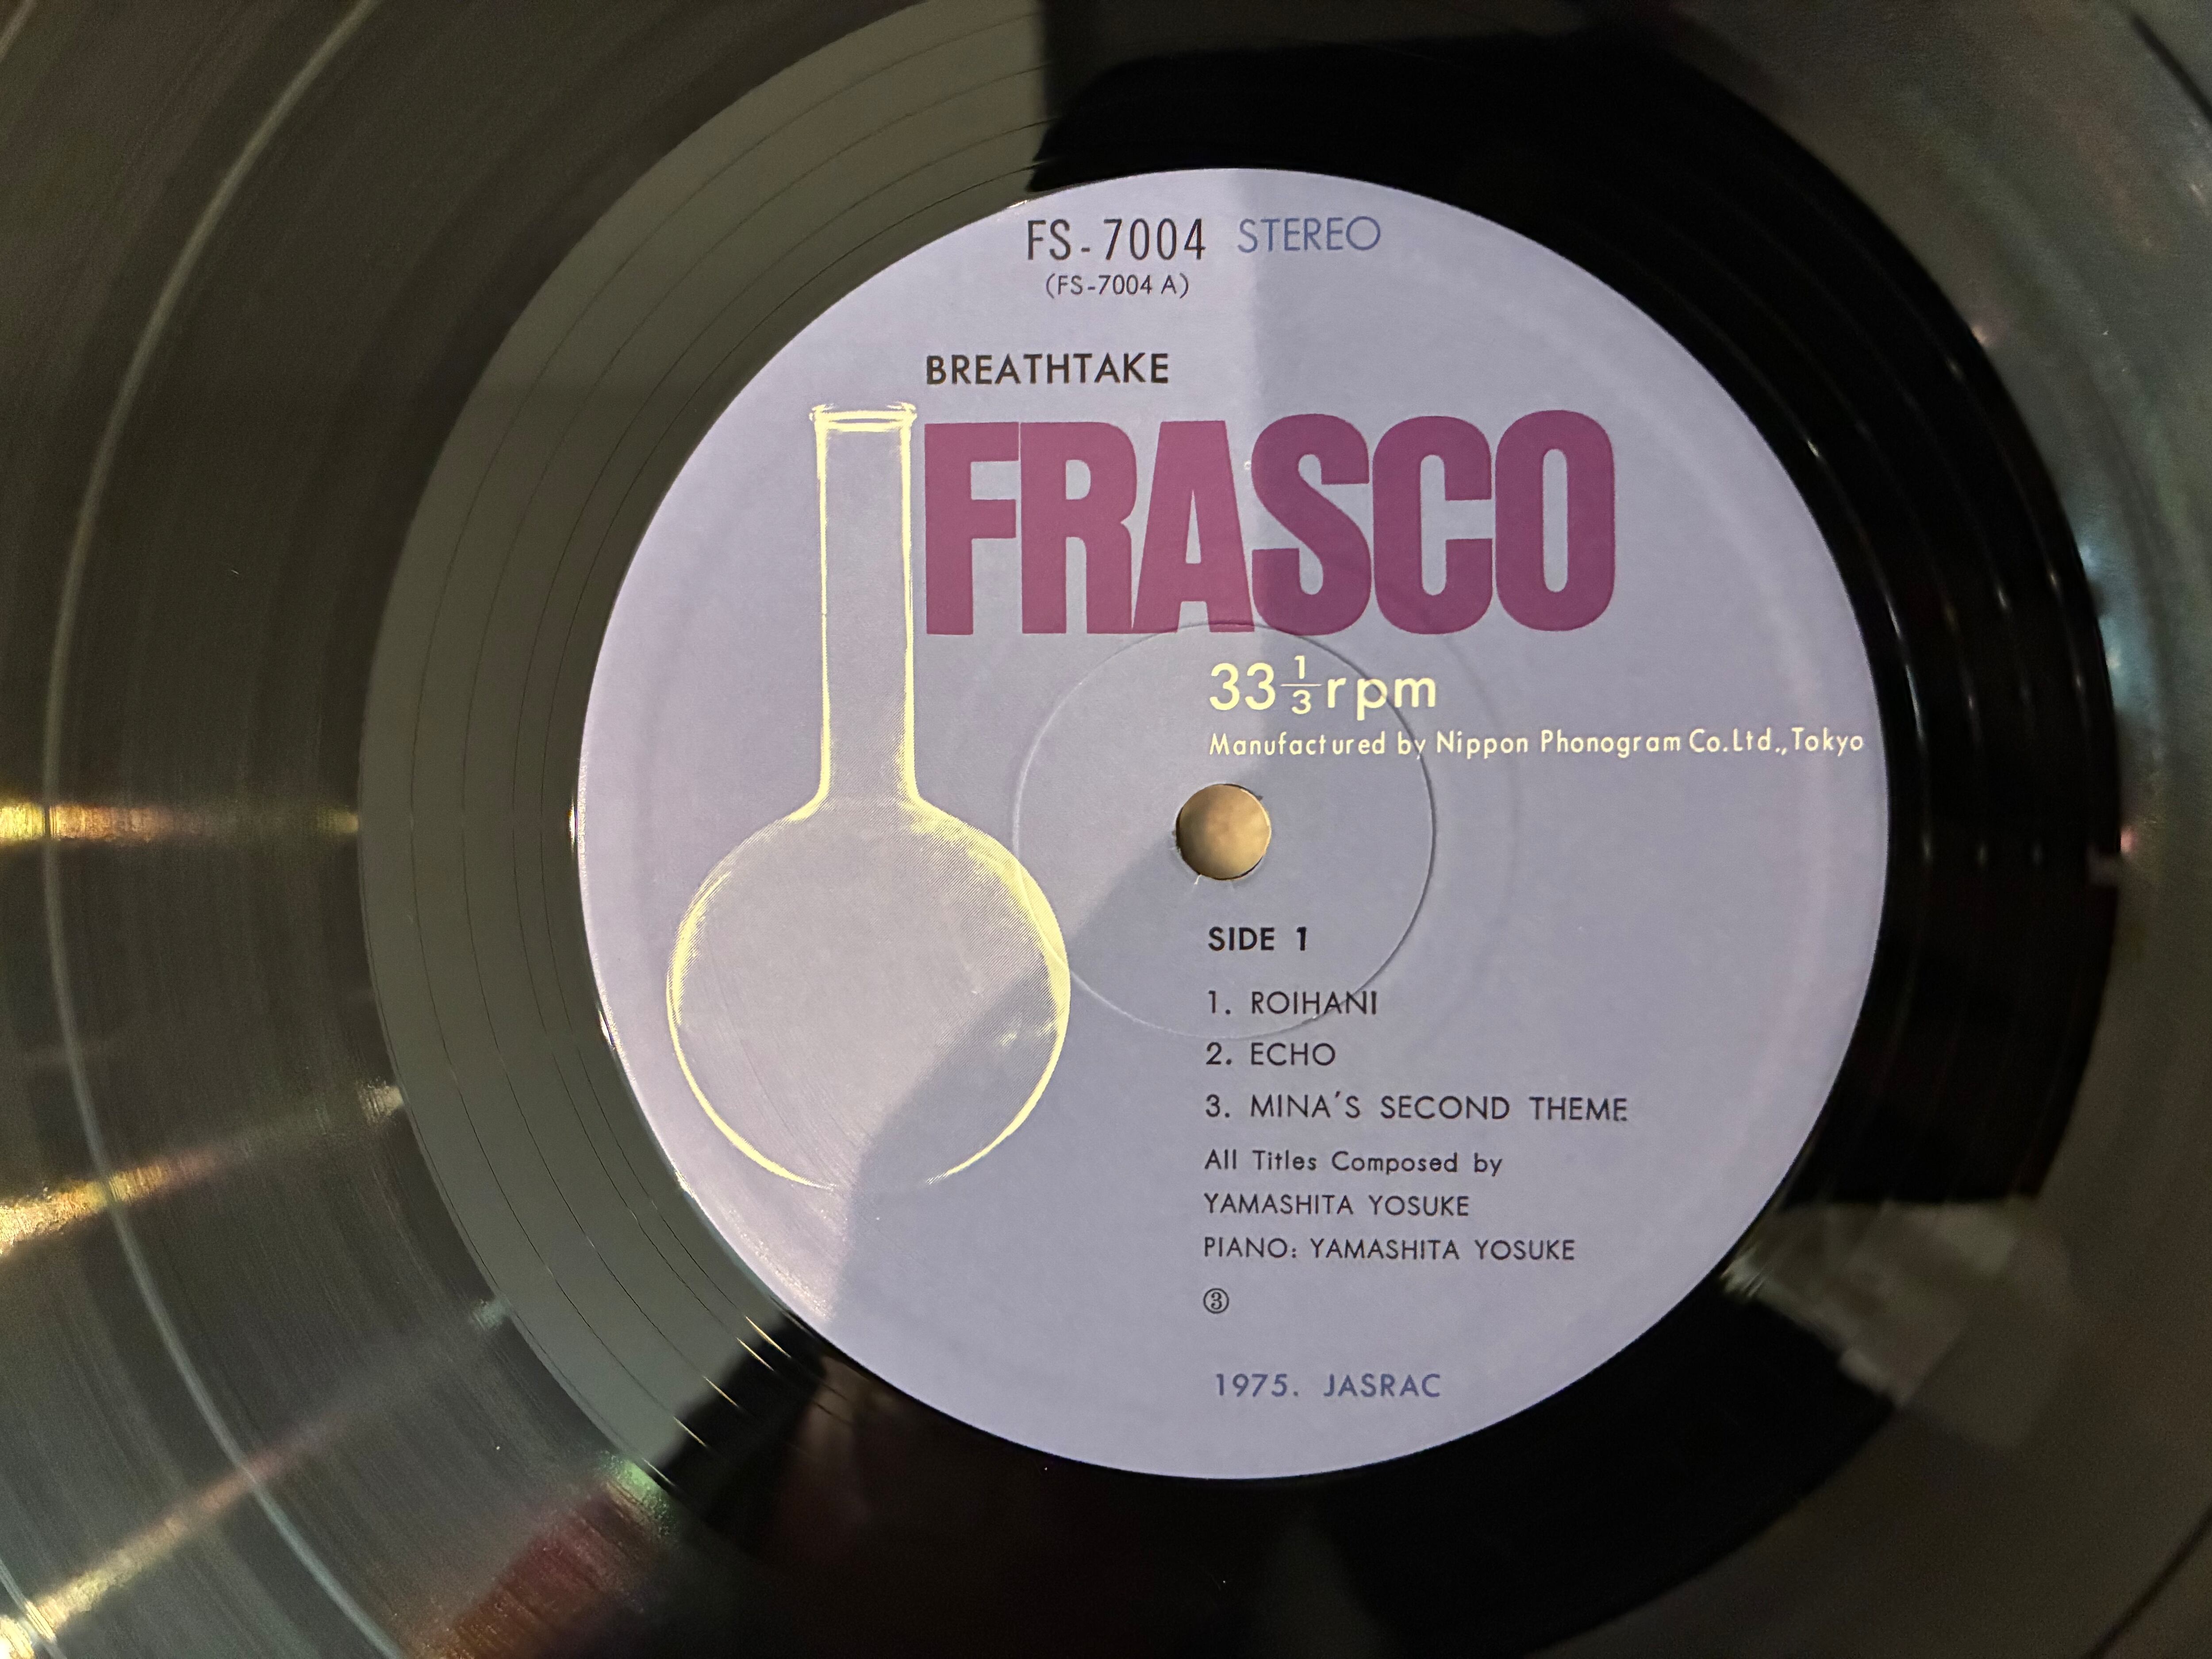 FS-7004 STEREO
(FS-7004 A)
BREATHTAKE
FRASCO
33 1/3 rpm
Manufactured by Nippon Phonogram Co.Ltd.,Tokyo
SIDE 1
1. ROIHANI
2. ECHO
3. MINA'S SECOND THEME
All Titles Composed by
YAMASHITA YOSUKE
PIANO: YAMASHITA YOSUKE
③
1975. JASRAC